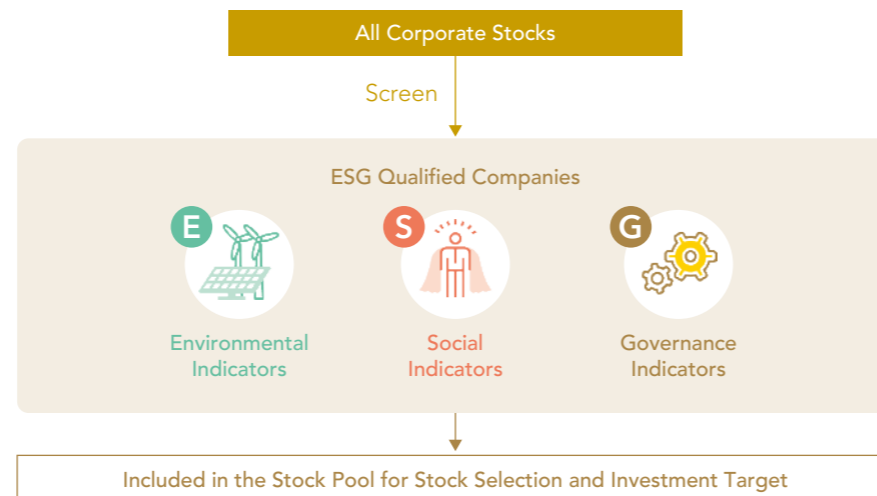 All Corporate Stocks
Screen
ESG Qualified Companies
E
S
G
Environmental
Indicators
Social
Indicators
Governance
Indicators
Included in the Stock Pool for Stock Selection and Investment Target